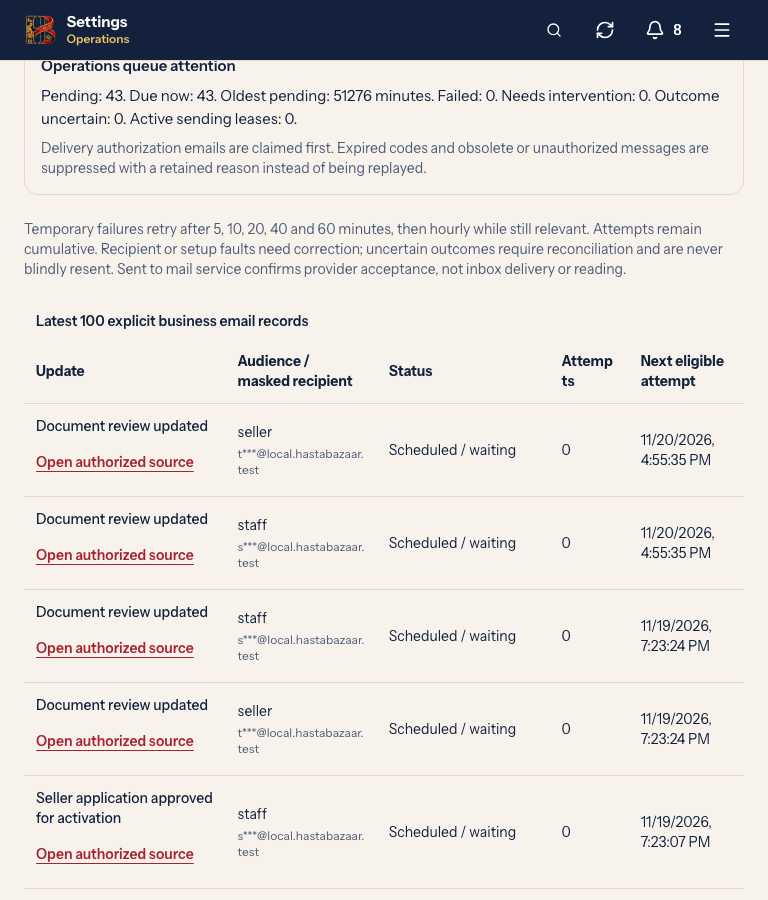 Settings
Operations
8
Operations queue attention
Pending: 43. Due now: 43. Oldest pending: 51276 minutes. Failed: 0. Needs intervention: 0. Outcome
uncertain: 0. Active sending leases: 0.
Delivery authorization emails are claimed first. Expired codes and obsolete or unauthorized messages are
suppressed with a retained reason instead of being replayed.
Temporary failures retry after 5, 10, 20, 40 and 60 minutes, then hourly while still relevant. Attempts remain
cumulative. Recipient or setup faults need correction; uncertain outcomes require reconciliation and are never
blindly resent. Sent to mail service confirms provider acceptance, not inbox delivery or reading.
Latest 100 explicit business email records
Update
Audience /
masked recipient
Status
Attemp
ts
Next eligible
attempt
Document review updated
Open authorized source
seller
t***@local.hastabazaar.
test
Scheduled / waiting
0
11/20/2026,
4:55:35 PM
Document review updated
Open authorized source
staff
s***@local.hastabazaar.
test
Scheduled / waiting
0
11/20/2026,
4:55:35 PM
Document review updated
Open authorized source
staff
s***@local.hastabazaar.
test
Scheduled / waiting
0
11/19/2026,
7:23:24 PM
Document review updated
Open authorized source
seller
t***@local.hastabazaar.
test
Scheduled / waiting
0
11/19/2026,
7:23:24 PM
Seller application approved
for activation
Open authorized source
staff
s***@local.hastabazaar.
test
Scheduled / waiting
0
11/19/2026,
7:23:07 PM